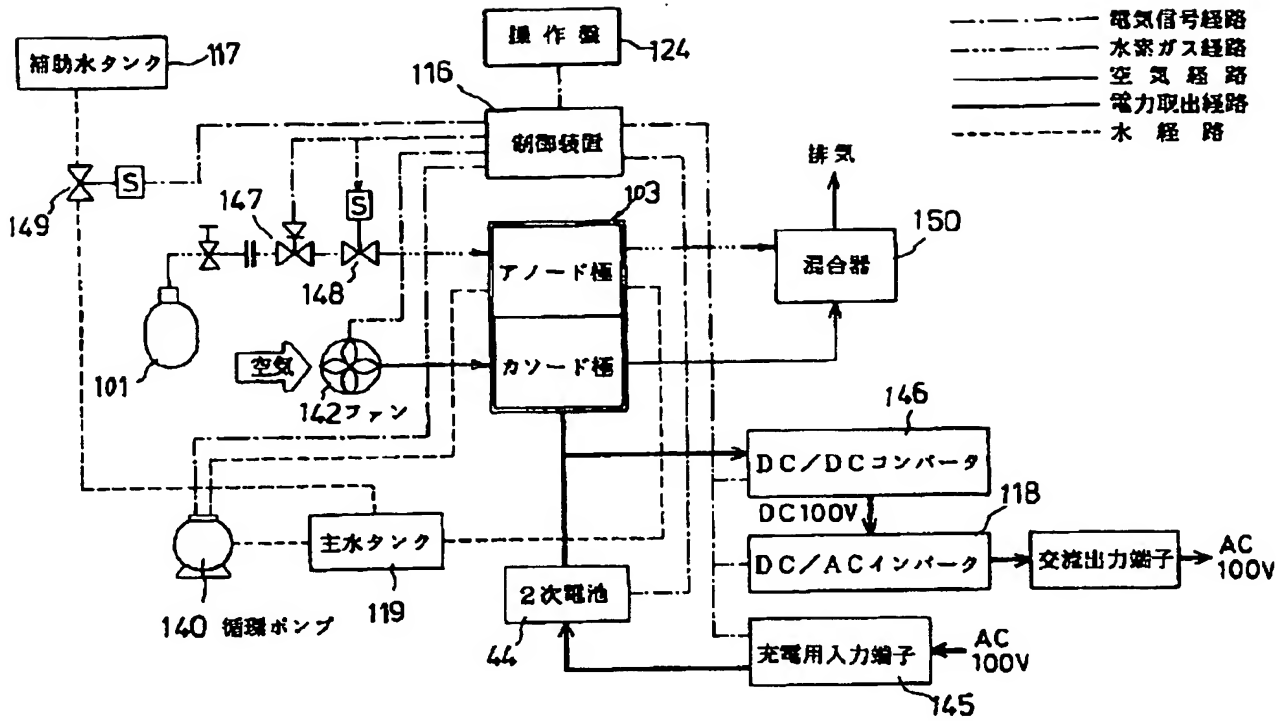 操作盤
124
電気信号経路
水素ガス経路
空気経路
電力取出経路
水経路
補助水タンク
117
116
制御装置
排気
149
S
147
S
148
103
アノード極
カソード極
混合器
150
101
空気
142ファン
146
DC/DCコンバータ
DC100V
118
DC/ACインバータ
交流出力端子
AC
100V
主水タンク
119
140 循環ポンプ
2次電池
44
充電用入力端子
AC
100V
145